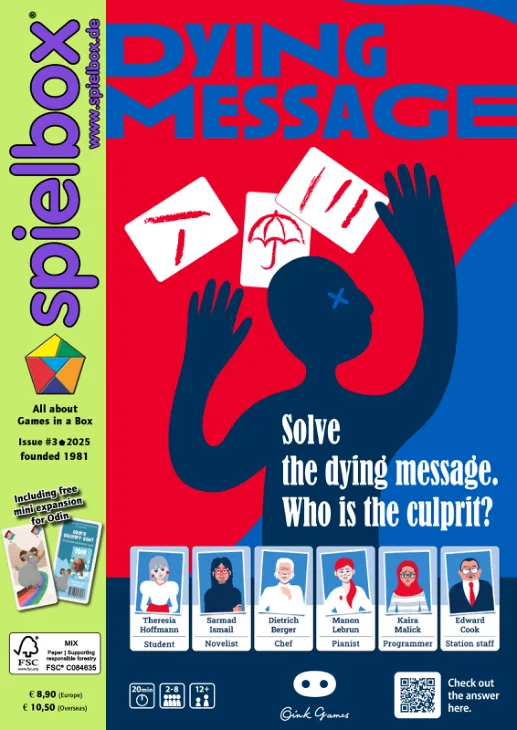 spielbox®
www.spielbox.de
All about
Games in a Box
Issue #3●2025
founded 1981
Including free
mini expansion
for Odin
FSC
www.fsc.org
MIX
Paper | Supporting
responsible forestry
FSC® C084635
€ 8,90 (Europe)
€ 10,50 (Overseas)
DYING
MESSAGE
Solve
the dying message.
Who is the culprit?
Theresia
Hoffmann
Student
Sarmad
Ismail
Novelist
Dietrich
Berger
Chef
Manon
Lebrun
Pianist
Kaira
Malick
Programmer
Edward
Cook
Station staff
20min
2-8
12+
Oink Games
Check out
the answer
here.